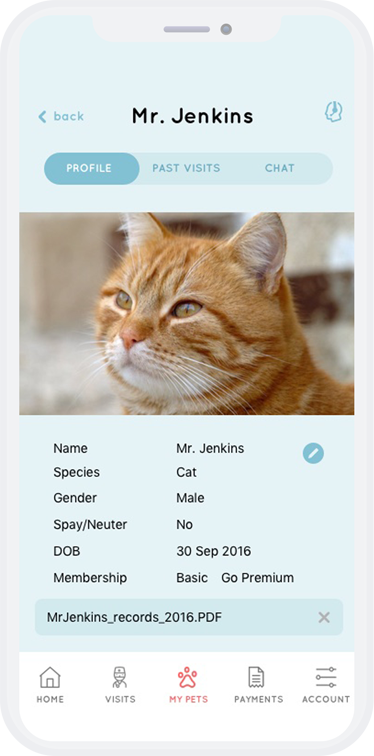 back
Mr. Jenkins
PROFILE PAST VISITS CHAT
Name Mr. Jenkins
Species Cat
Gender Male
Spay/Neuter No
DOB 30 Sep 2016
Membership Basic Go Premium
MrJenkins_records_2016.PDF
HOME VISITS MY PETS PAYMENTS ACCOUNT